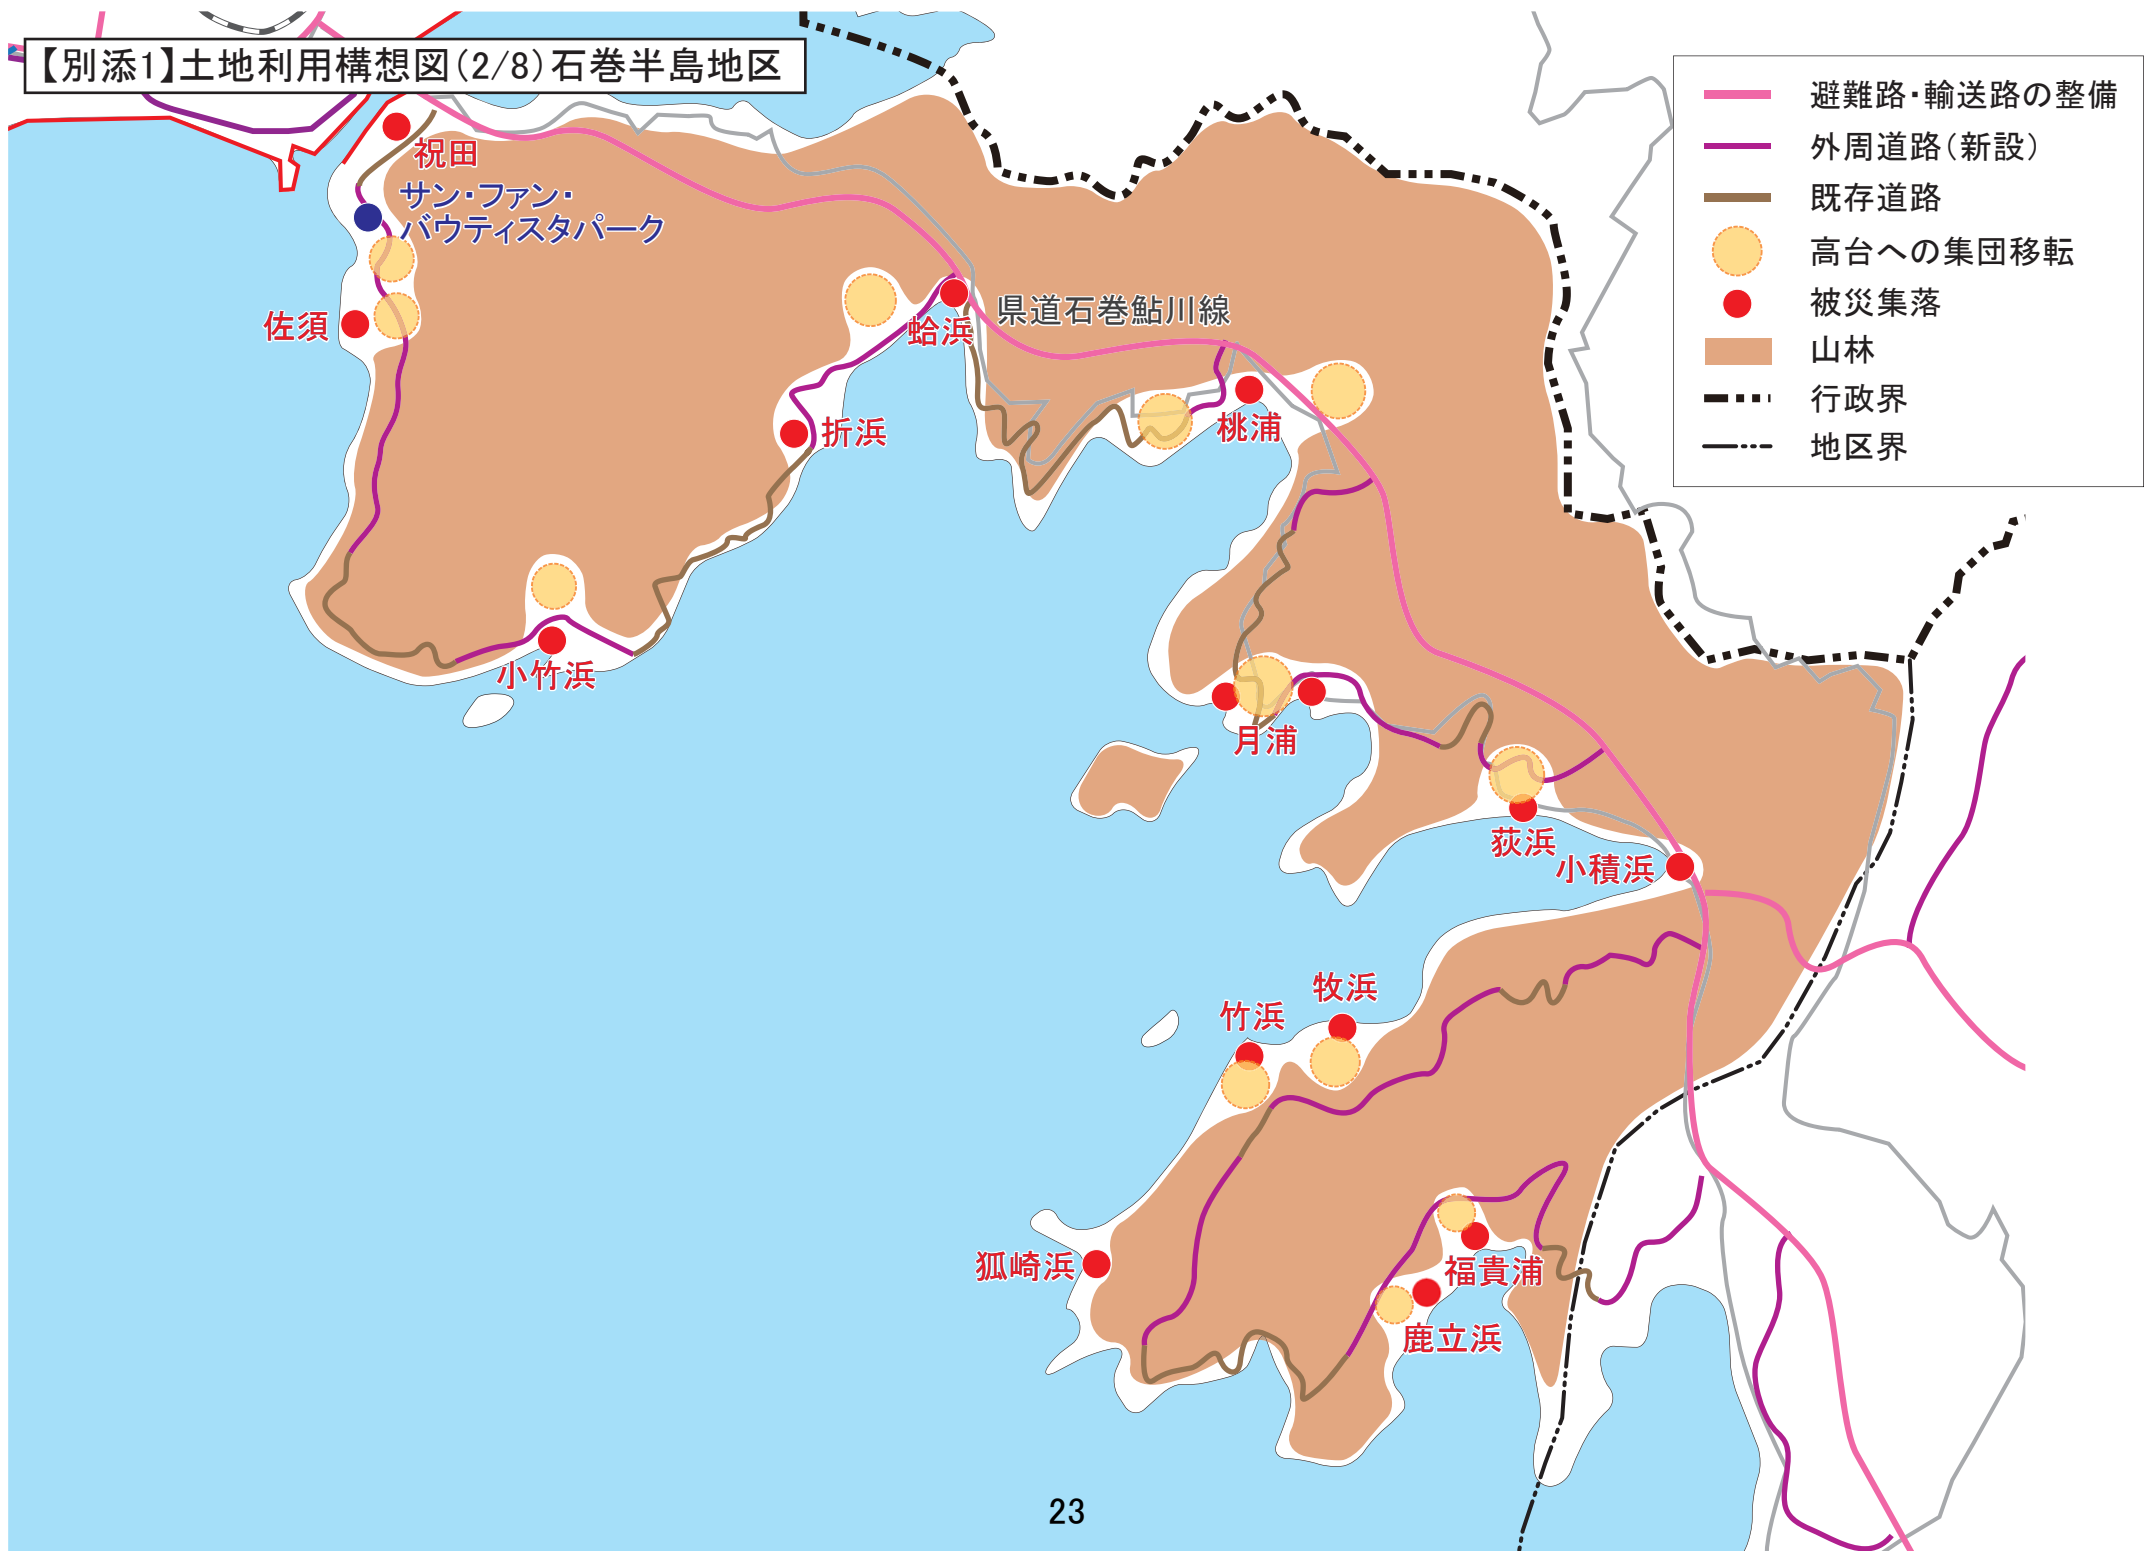 【別添1】土地利用構想図(2/8)石巻半島地区
避難路・輸送路の整備
外周道路(新設)
既存道路
高台への集団移転
被災集落
山林
行政界
地区界
祝田
サン・ファン・
バウティスタパーク
佐須
蛤浜
県道石巻鮎川線
折浜
桃浦
小竹浜
月浦
荻浜
小積浜
牧浜
竹浜
狐崎浜
福貴浦
鹿立浜
23